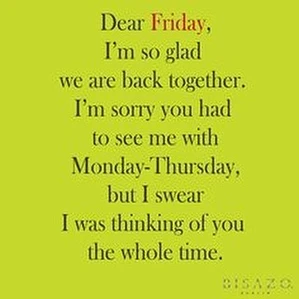 Dear Friday,
I'm so glad
we are back together.
I'm sorry you had
to see me with
Monday-Thursday,
but I swear
I was thinking of you
the whole time.
BISAZO